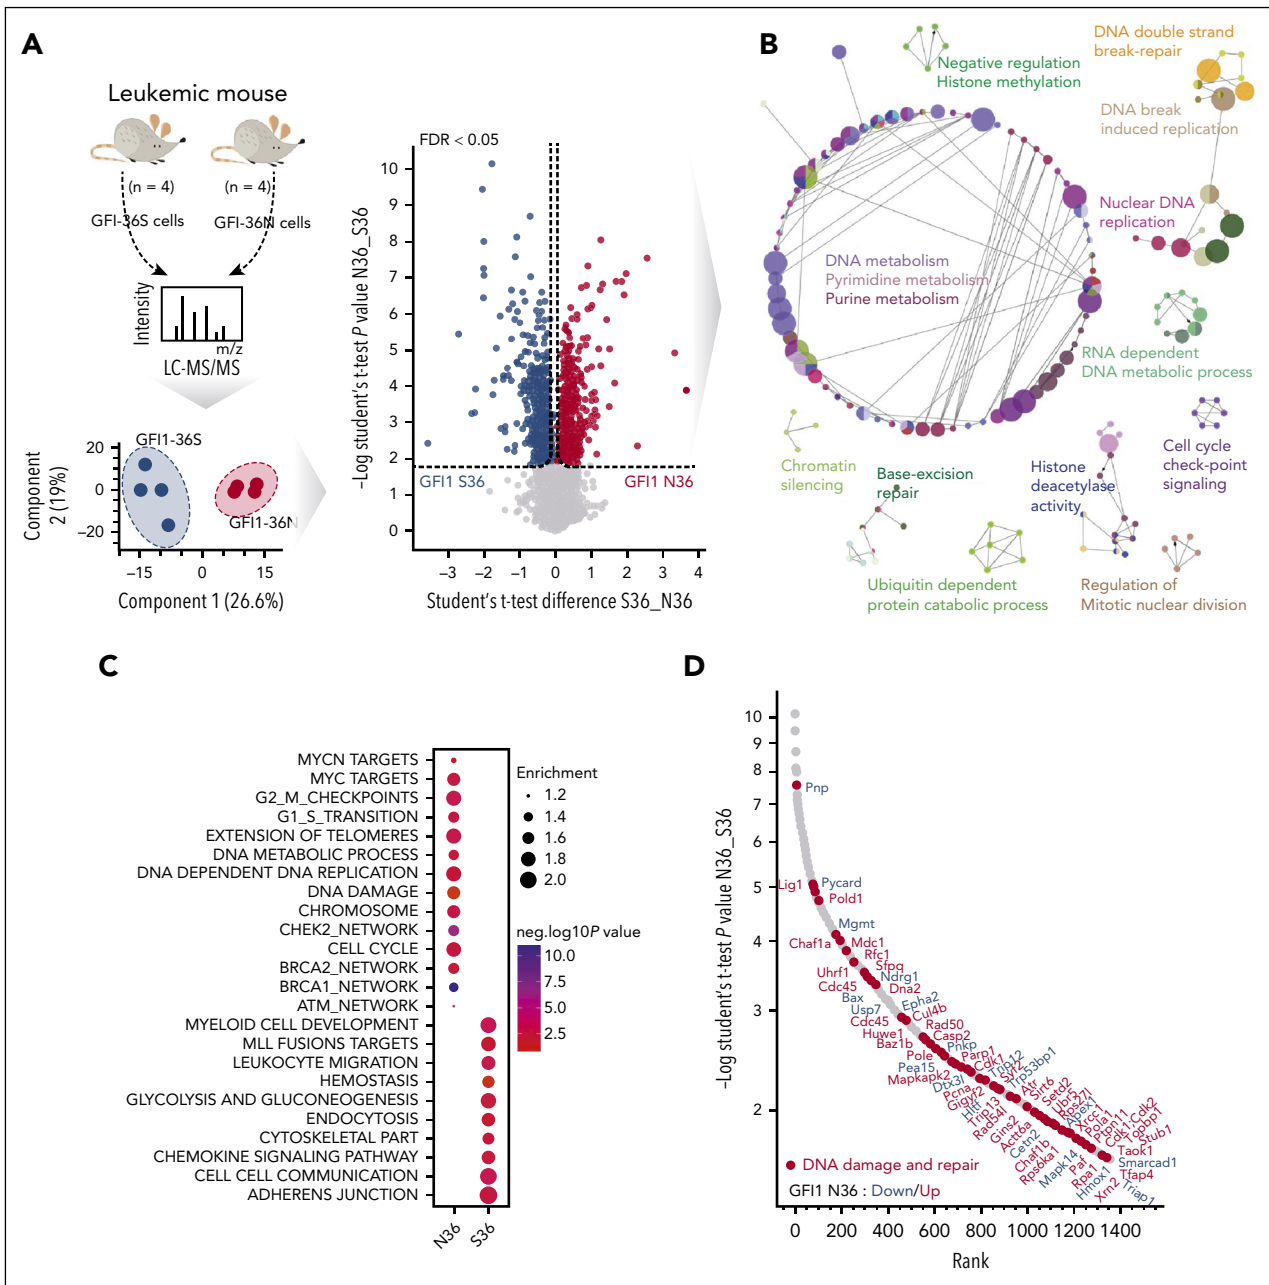 A
Leukemic mouse
(n = 4)
(n = 4)
GFI-36S cells
GFI-36N cells
Intensity
m/z
LC-MS/MS
GFI1-36S
GFI1-36N
20
0
−20
Component
2 (19%)
−15
0
15
Component 1 (26.6%)
FDR < 0.05
−Log student's t-test P value N36_S36
10
9
8
7
6
5
4
3
2
1
0
GFI1 S36
GFI1 N36
−3
−2
−1
0
1
2
3
4
Student's t-test difference S36_N36
B
Negative regulation
Histone methylation
DNA double strand
break-repair
DNA break
induced replication
Nuclear DNA
replication
DNA metabolism
Pyrimidine metabolism
Purine metabolism
RNA dependent
DNA metabolic process
Cell cycle
check-point
signaling
Chromatin
silencing
Base-excision
repair
Histone
deacetylase
activity
Ubiquitin dependent
protein catabolic process
Regulation of
Mitotic nuclear division
C
MYCN TARGETS
MYC TARGETS
G2_M_CHECKPOINTS
G1_S_TRANSITION
EXTENSION OF TELOMERES
DNA METABOLIC PROCESS
DNA DEPENDENT DNA REPLICATION
DNA DAMAGE
CHROMOSOME
CHEK2_NETWORK
CELL CYCLE
BRCA2_NETWORK
BRCA1_NETWORK
ATM_NETWORK
MYELOID CELL DEVELOPMENT
MLL FUSIONS TARGETS
LEUKOCYTE MIGRATION
HEMOSTASIS
GLYCOLYSIS AND GLUCONEOGENESIS
ENDOCYTOSIS
CYTOSKELETAL PART
CHEMOKINE SIGNALING PATHWAY
CELL CELL COMMUNICATION
ADHERENS JUNCTION
N36
S36
Enrichment
1.2
1.4
1.6
1.8
2.0
neg.log10P value
10.0
7.5
5.0
2.5
D
−Log student's t-test P value N36_S36
10
9
8
7
6
5
4
3
2
Pnp
Lig1
Pycard
Pold1
Mgmt
Chaf1a
Mdc1
Rfc1
Sfpq
Uhrf1
Ndrg1
Cdc45
Dna2
Bax
Epha2
Usp7
Cul4b
Cdc45
Rad50
Huwe1
Casp2
Baz1b
Pnkp
Pole
Parp1
Pea15
Cdk1
Mapkapk2
Trip12
Dtx3l
Syf2
Trp53bp1
Pcna
Atr
Gigyf2
Sirt6
Hltf
Setd2
Trip13
Ubr5
Rad54l
Rps27l
Gins2
Apex1
Actl6a
Xrcc1
Cetn2
Pola1
Chaf1b
Ptpn11
Rps6ka1
Cdk1;Cdk2
Mapk14
Topbp1
Paf
Stub1
Rpa1
Taok1
Hmox1
Smarcad1
Xrn2
Tfap4
Triap1
DNA damage and repair
GFI1 N36 : Down/Up
0
200
400
600
800
1000
1200
1400
Rank